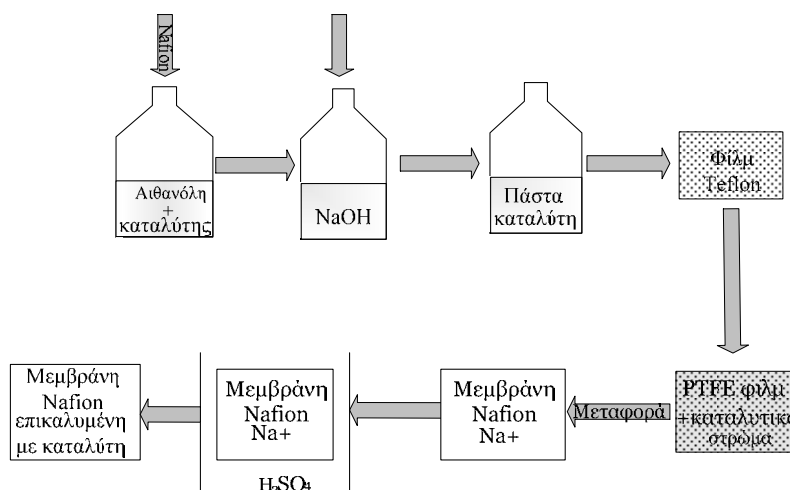 Nafion
Αιθανόλη
+
καταλύτης
NaOH
Πάστα
καταλύτη
Φίλμ
Teflon
Μεμβράνη
Nafion
επικαλυμένη
με καταλύτη
Μεμβράνη
Nafion
Na+
H₂SO₄
Μεμβράνη
Nafion
Na+
Μεταφορά
PTFE φιλμ
+καταλυτικό
στρώμα